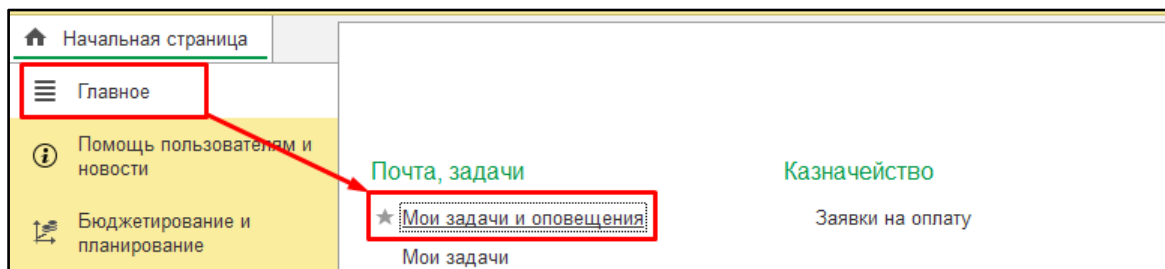 Начальная страница
Главное
Помощь пользователям и
новости
Бюджетирование и
планирование
Почта, задачи
Мои задачи и оповещения
Мои задачи
Казначейство
Заявки на оплату